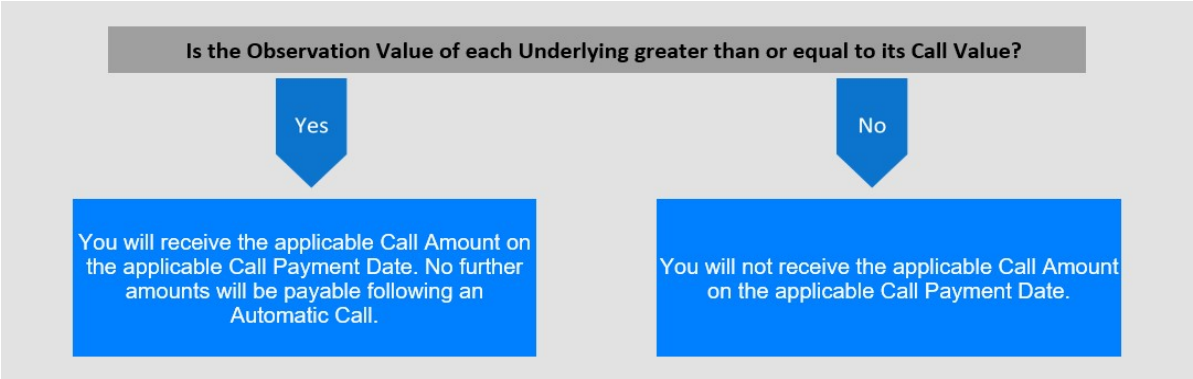 Is the Observation Value of each Underlying greater than or equal to its Call Value?
Yes
No
You will receive the applicable Call Amount on
the applicable Call Payment Date. No further
amounts will be payable following an
Automatic Call.
You will not receive the applicable Call Amount
on the applicable Call Payment Date.